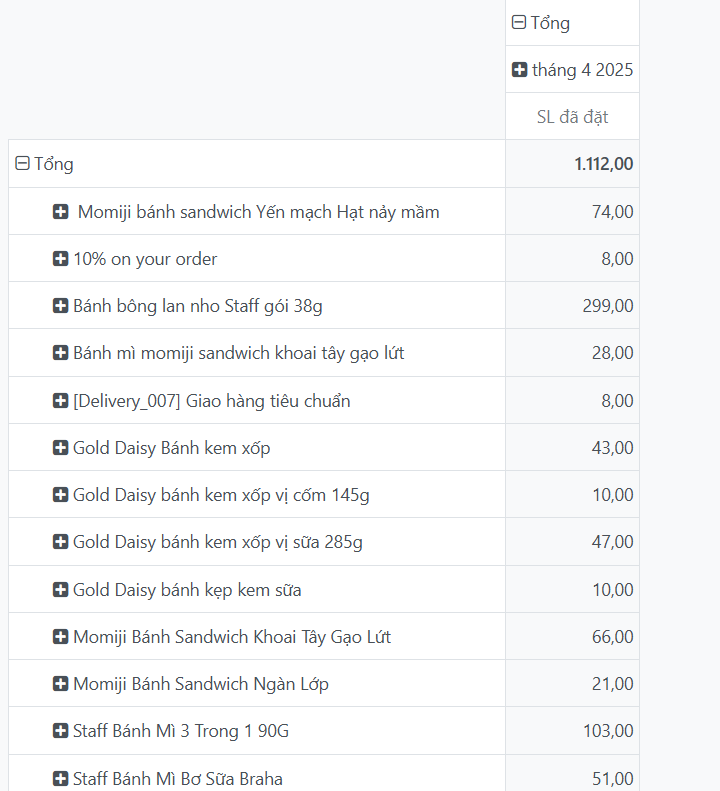 Tổng
tháng 4 2025
SL đã đặt
Tổng 1.112,00
Momiji bánh sandwich Yến mạch Hạt nảy mầm 74,00
10% on your order 8,00
Bánh bông lan nho Staff gói 38g 299,00
Bánh mì momiji sandwich khoai tây gạo lứt 28,00
[Delivery_007] Giao hàng tiêu chuẩn 8,00
Gold Daisy Bánh kem xốp 43,00
Gold Daisy bánh kem xốp vị cốm 145g 10,00
Gold Daisy bánh kem xốp vị sữa 285g 47,00
Gold Daisy bánh kẹp kem sữa 10,00
Momiji Bánh Sandwich Khoai Tây Gạo Lứt 66,00
Momiji Bánh Sandwich Ngàn Lớp 21,00
Staff Bánh Mì 3 Trong 1 90G 103,00
Staff Bánh Mì Bơ Sữa Braha 51,00